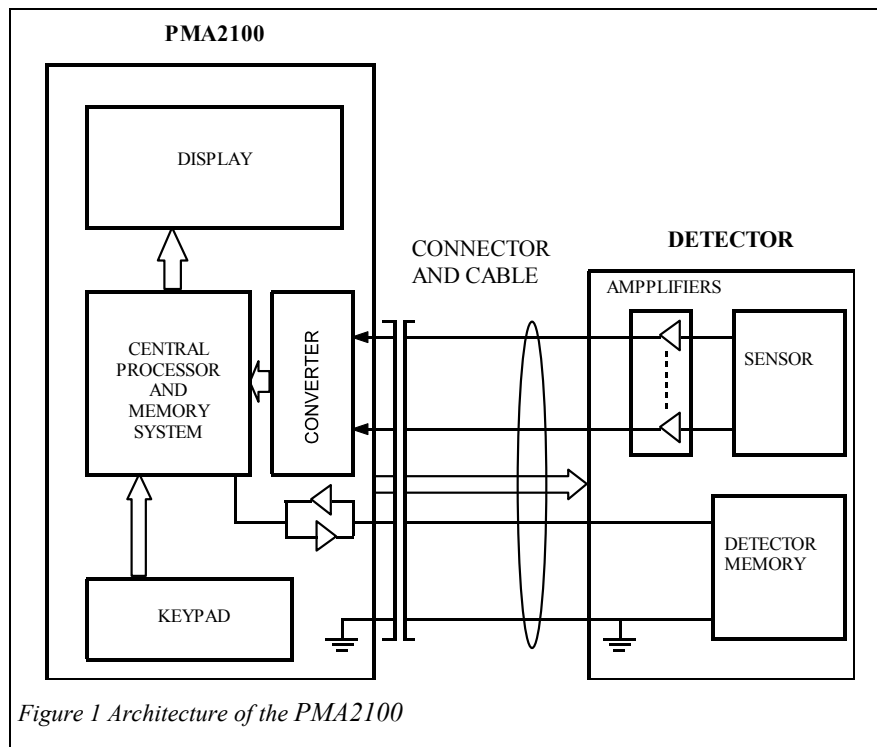 PMA2100
DISPLAY
CONNECTOR
AND CABLE
DETECTOR
AMPPLIFIERS
CENTRAL
PROCESSOR
AND
MEMORY
SYSTEM
CONVERTER
SENSOR
DETECTOR
MEMORY
KEYPAD
Figure 1 Architecture of the PMA2100